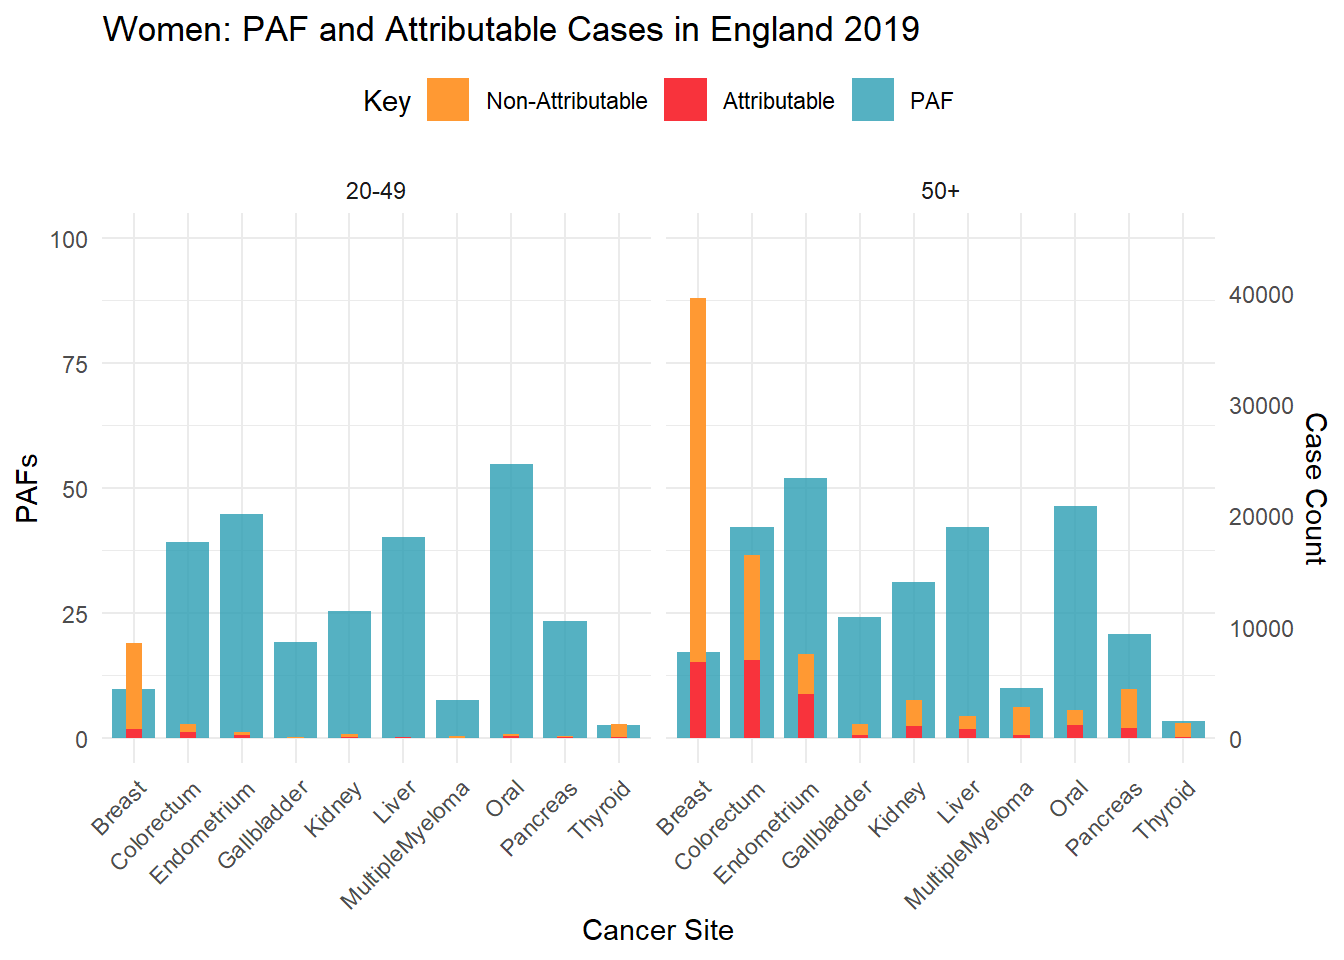 Women: PAF and Attributable Cases in England 2019
Key Non-Attributable Attributable PAF
20-49 50+
100
75
50
25
0
PAFs
40000
30000
20000
10000
0
Case Count
Breast Colorectum Endometrium Gallbladder Kidney Liver MultipleMyeloma Oral Pancreas Thyroid
Breast Colorectum Endometrium Gallbladder Kidney Liver MultipleMyeloma Oral Pancreas Thyroid
Cancer Site